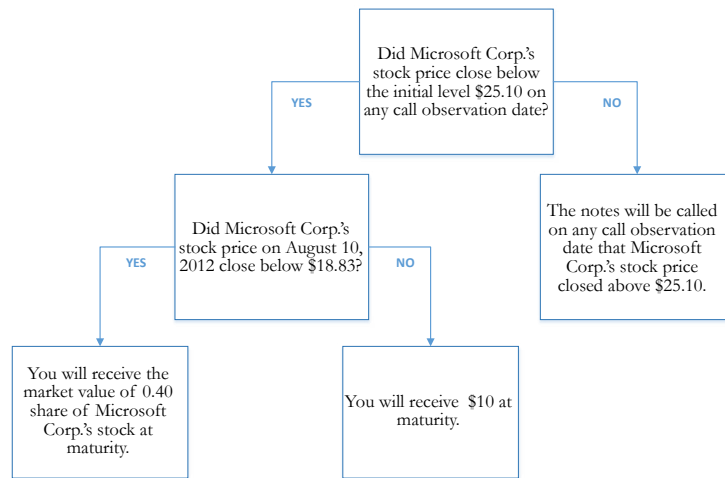 Did Microsoft Corp.'s
stock price close below
the initial level $25.10 on
any call observation date?
YES
NO
Did Microsoft Corp.'s
stock price on August 10,
2012 close below $18.83?
The notes will be called
on any call observation
date that Microsoft
Corp.'s stock price
closed above $25.10.
YES
NO
You will receive the
market value of 0.40
share of Microsoft
Corp.'s stock at
maturity.
You will receive $10 at
maturity.